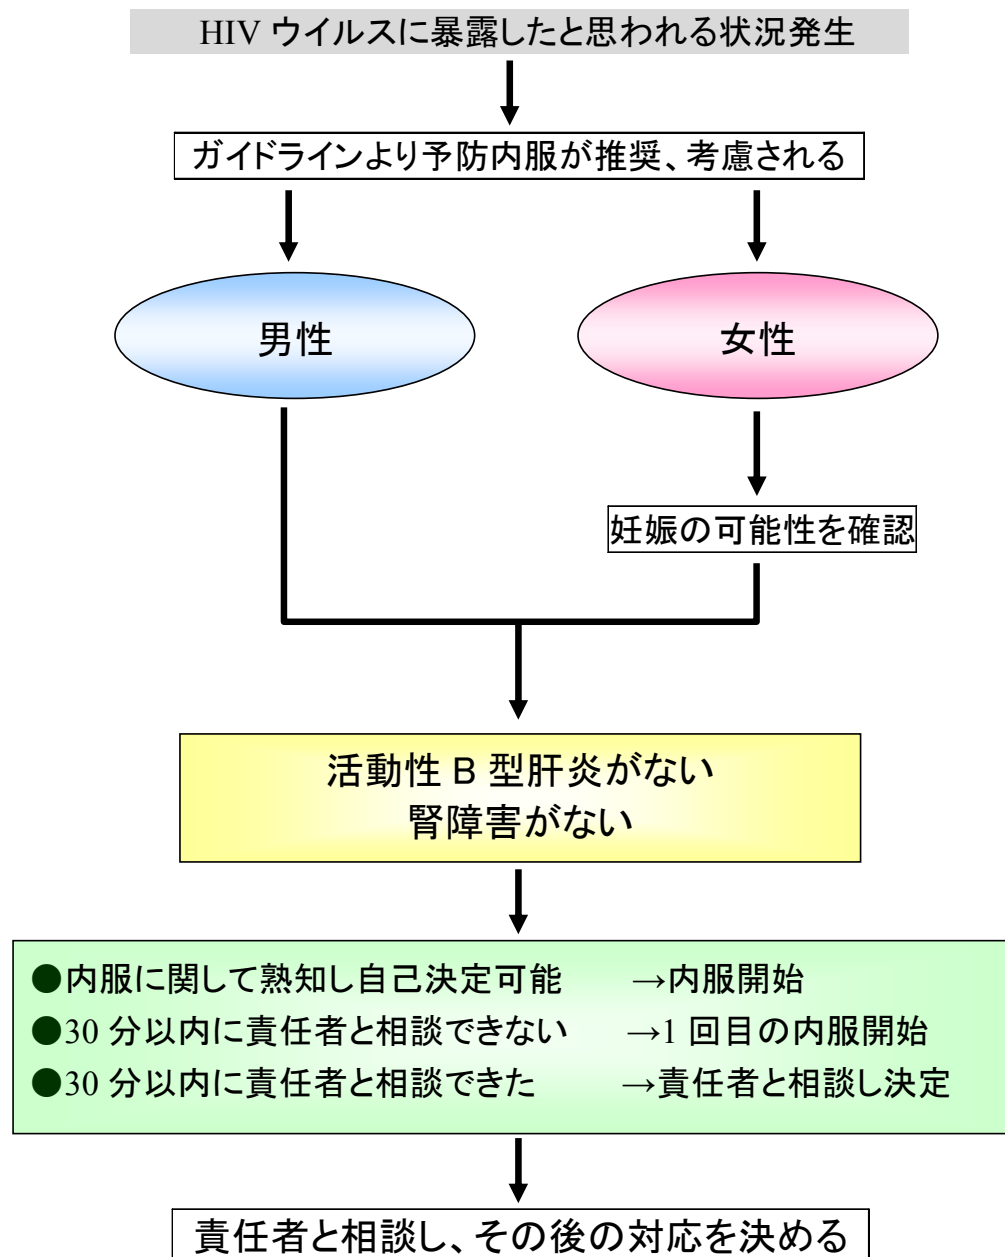 HIV ウイルスに暴露したと思われる状況発生
ガイドラインより予防内服が推奨、考慮される
男性
女性
妊娠の可能性を確認
活動性 B 型肝炎がない
腎障害がない
●内服に関して熟知し自己決定可能 →内服開始
●30 分以内に責任者と相談できない →1 回目の内服開始
●30 分以内に責任者と相談できた →責任者と相談し決定
責任者と相談し、その後の対応を決める